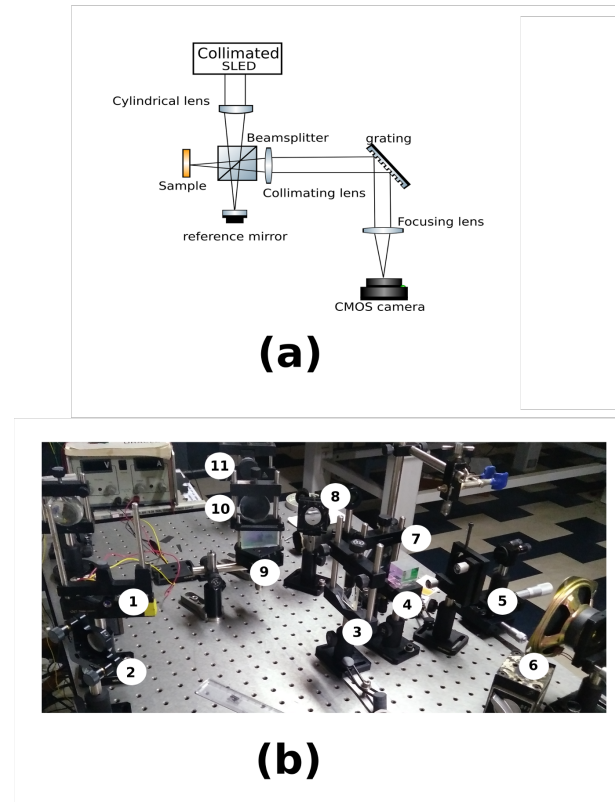 Collimated
SLED
Cylindrical lens
Beamsplitter
grating
Sample
Collimating lens
reference mirror
Focusing lens
CMOS camera
(a)
11
10
8
7
9
1
4
5
3
2
6
(b)